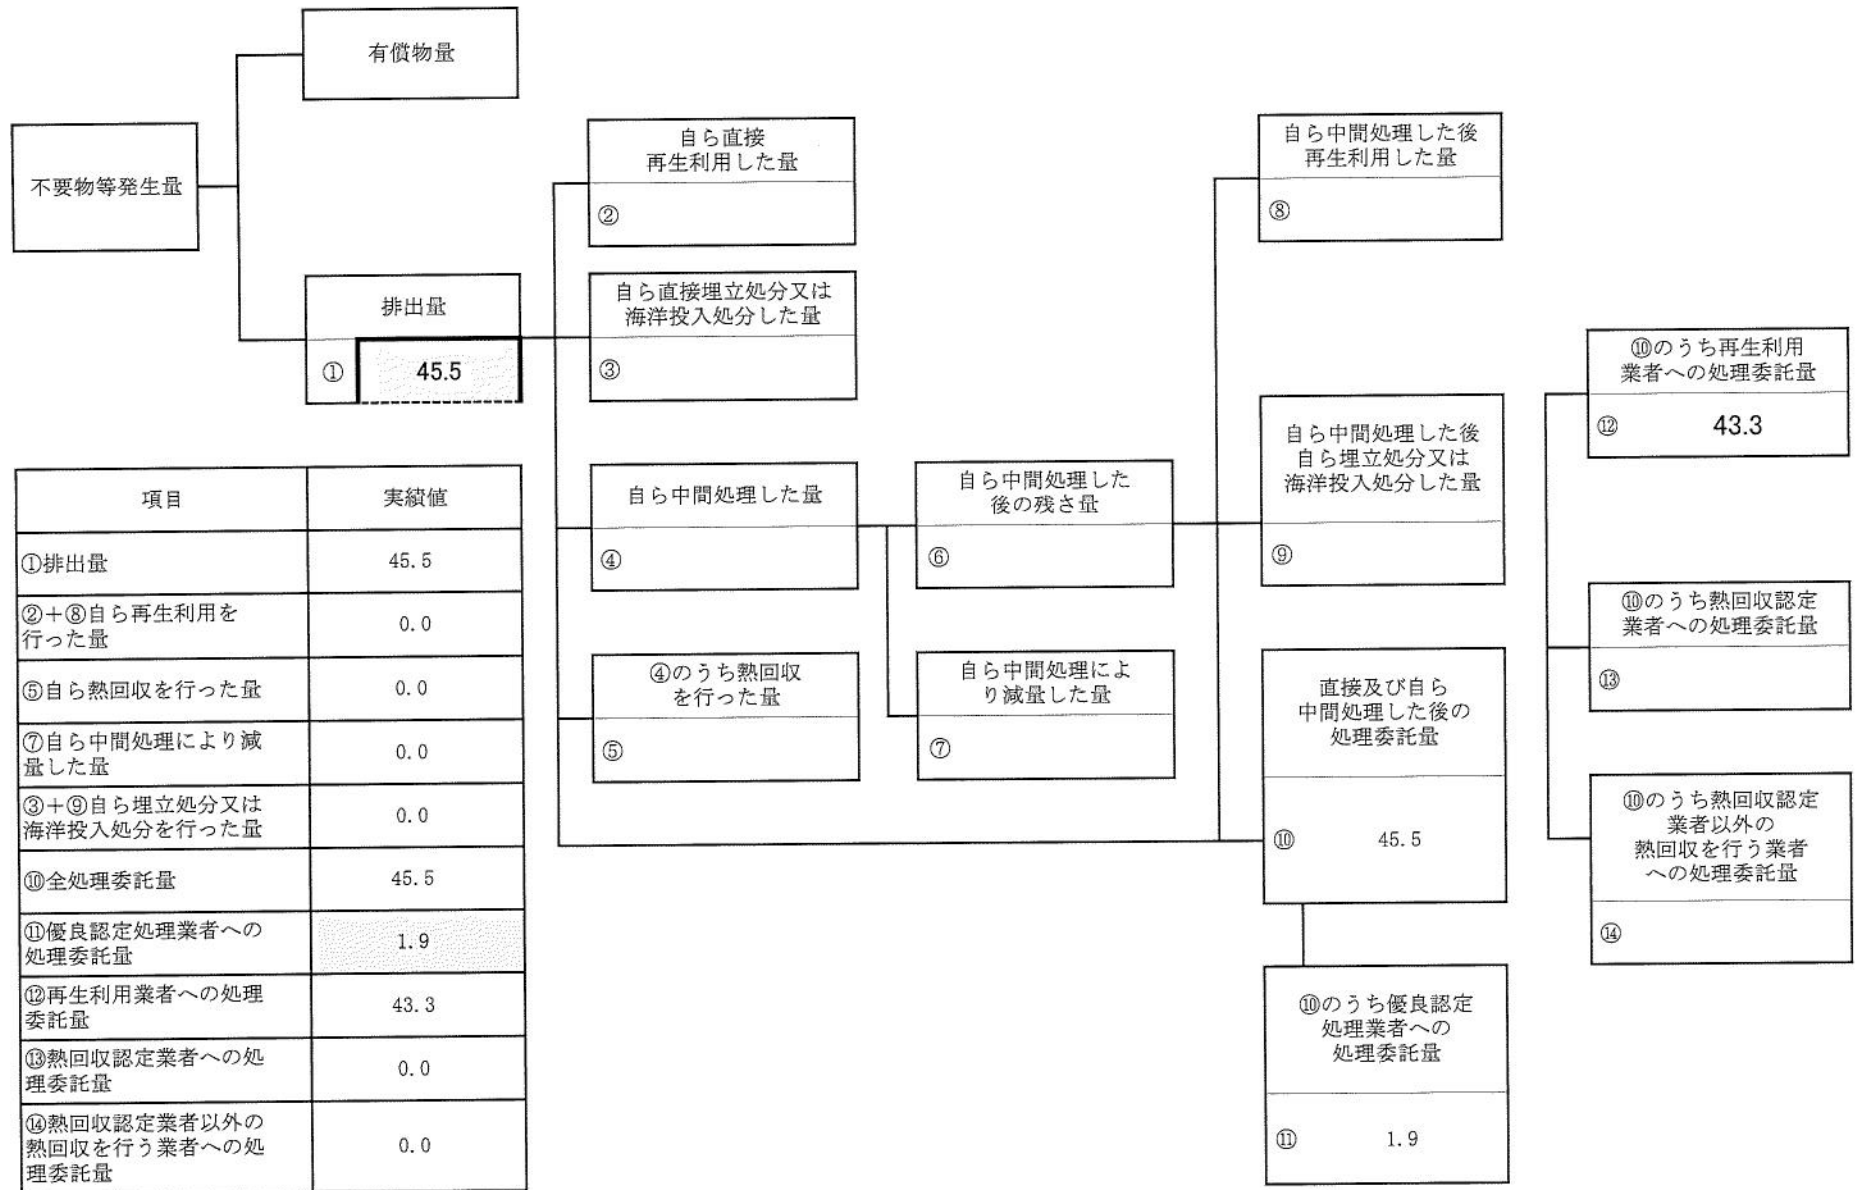 有償物量
不要物等発生量
排出量
①
45.5
自ら直接
再生利用した量
②
自ら直接埋立処分又は
海洋投入処分した量
③
自ら中間処理した量
④
④のうち熱回収
を行った量
⑤
自ら中間処理した
後の残さ量
⑥
自ら中間処理によ
り減量した量
⑦
自ら中間処理した後
再生利用した量
⑧
自ら中間処理した後
自ら埋立処分又は
海洋投入処分した量
⑨
直接及び自ら
中間処理した後の
処理委託量
⑩ 45.5
⑩のうち優良認定
処理業者への
処理委託量
⑪ 1.9
⑩のうち再生利用
業者への処理委託量
⑫ 43.3
⑩のうち熱回収認定
業者への処理委託量
⑬
⑩のうち熱回収認定
業者以外の
熱回収を行う業者
への処理委託量
⑭
項目 実績値
①排出量 45.5
②+⑧自ら再生利用を
行った量 0.0
⑤自ら熱回収を行った量 0.0
⑦自ら中間処理により減
量した量 0.0
③+⑨自ら埋立処分又は
海洋投入処分を行った量 0.0
⑩全処理委託量 45.5
⑪優良認定処理業者への
処理委託量 1.9
⑫再生利用業者への処理
委託量 43.3
⑬熱回収認定業者への処
理委託量 0.0
⑭熱回収認定業者以外の
熱回収を行う業者への処
理委託量 0.0